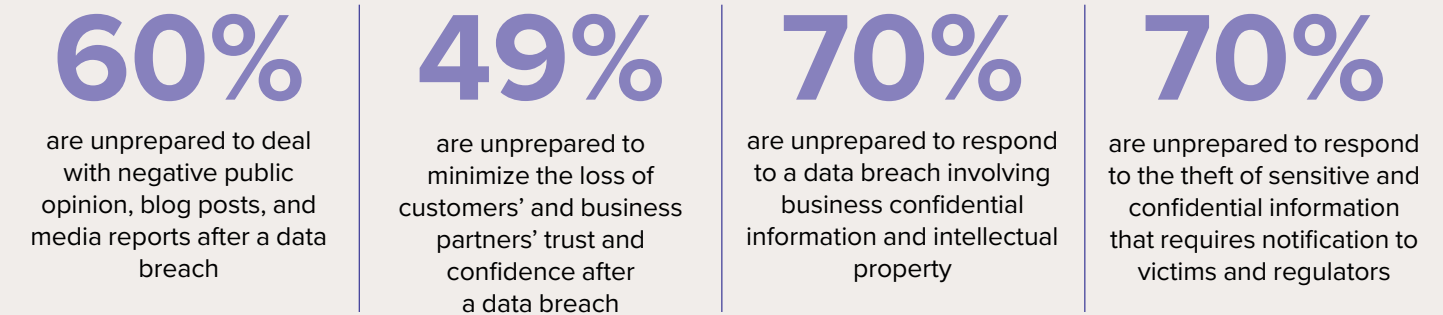 60%
are unprepared to deal
with negative public
opinion, blog posts, and
media reports after a data
breach
49%
are unprepared to
minimize the loss of
customers’ and business
partners’ trust and
confidence after
a data breach
70%
are unprepared to respond
to a data breach involving
business confidential
information and intellectual
property
70%
are unprepared to respond
to the theft of sensitive and
confidential information
that requires notification to
victims and regulators